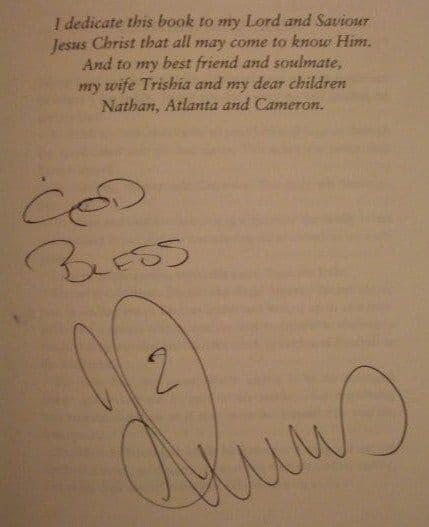 I dedicate this book to my Lord and Saviour
Jesus Christ that all may come to know Him.
And to my best friend and soulmate,
my wife Trishia and my dear children
Nathan, Atlanta and Cameron.
GOD
BLESS
2